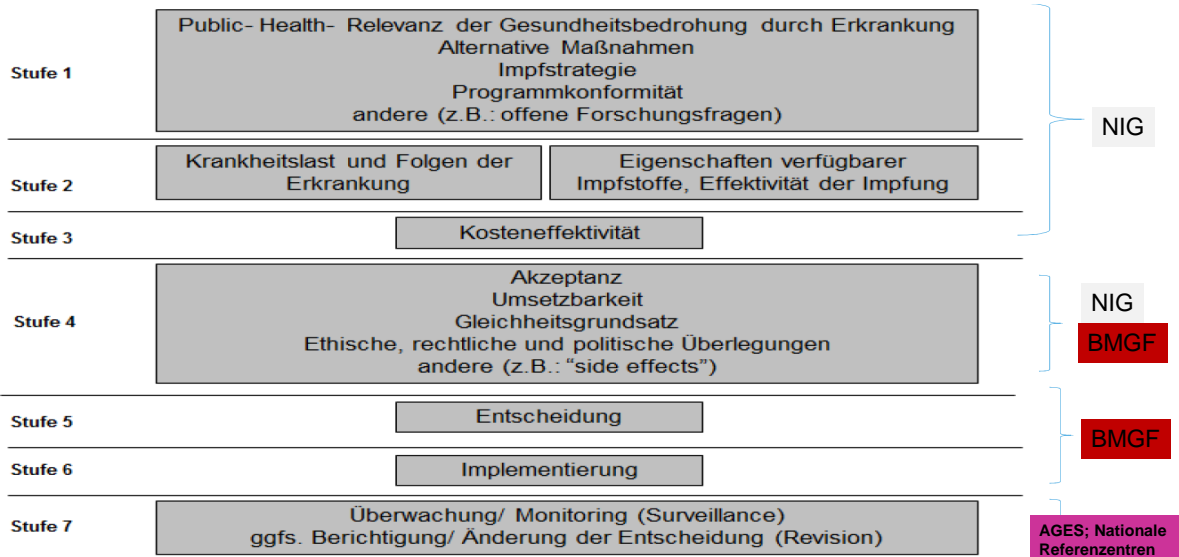 Public- Health- Relevanz der Gesundheitsbedrohung durch Erkrankung
Alternative Maßnahmen
Stufe 1
Impfstrategie
Programmkonformität
andere (z.B.: offene Forschungsfragen)
NIG
Krankheitslast und Folgen der
Erkrankung
Eigenschaften verfügbarer
Impfstoffe, Effektivität der Impfung
Stufe 2
Stufe 3
Kosteneffektivität
Akzeptanz
Umsetzbarkeit
Stufe 4
Gleichheitsgrundsatz
Ethische, rechtliche und politische Überlegungen
andere (z.B.: “side effects”)
NIG
BMGF
Stufe 5
Entscheidung
BMGF
Stufe 6
Implementierung
Stufe 7
Überwachung/ Monitoring (Surveillance)
ggfs. Berichtigung/ Änderung der Entscheidung (Revision)
AGES; Nationale
Referenzentren